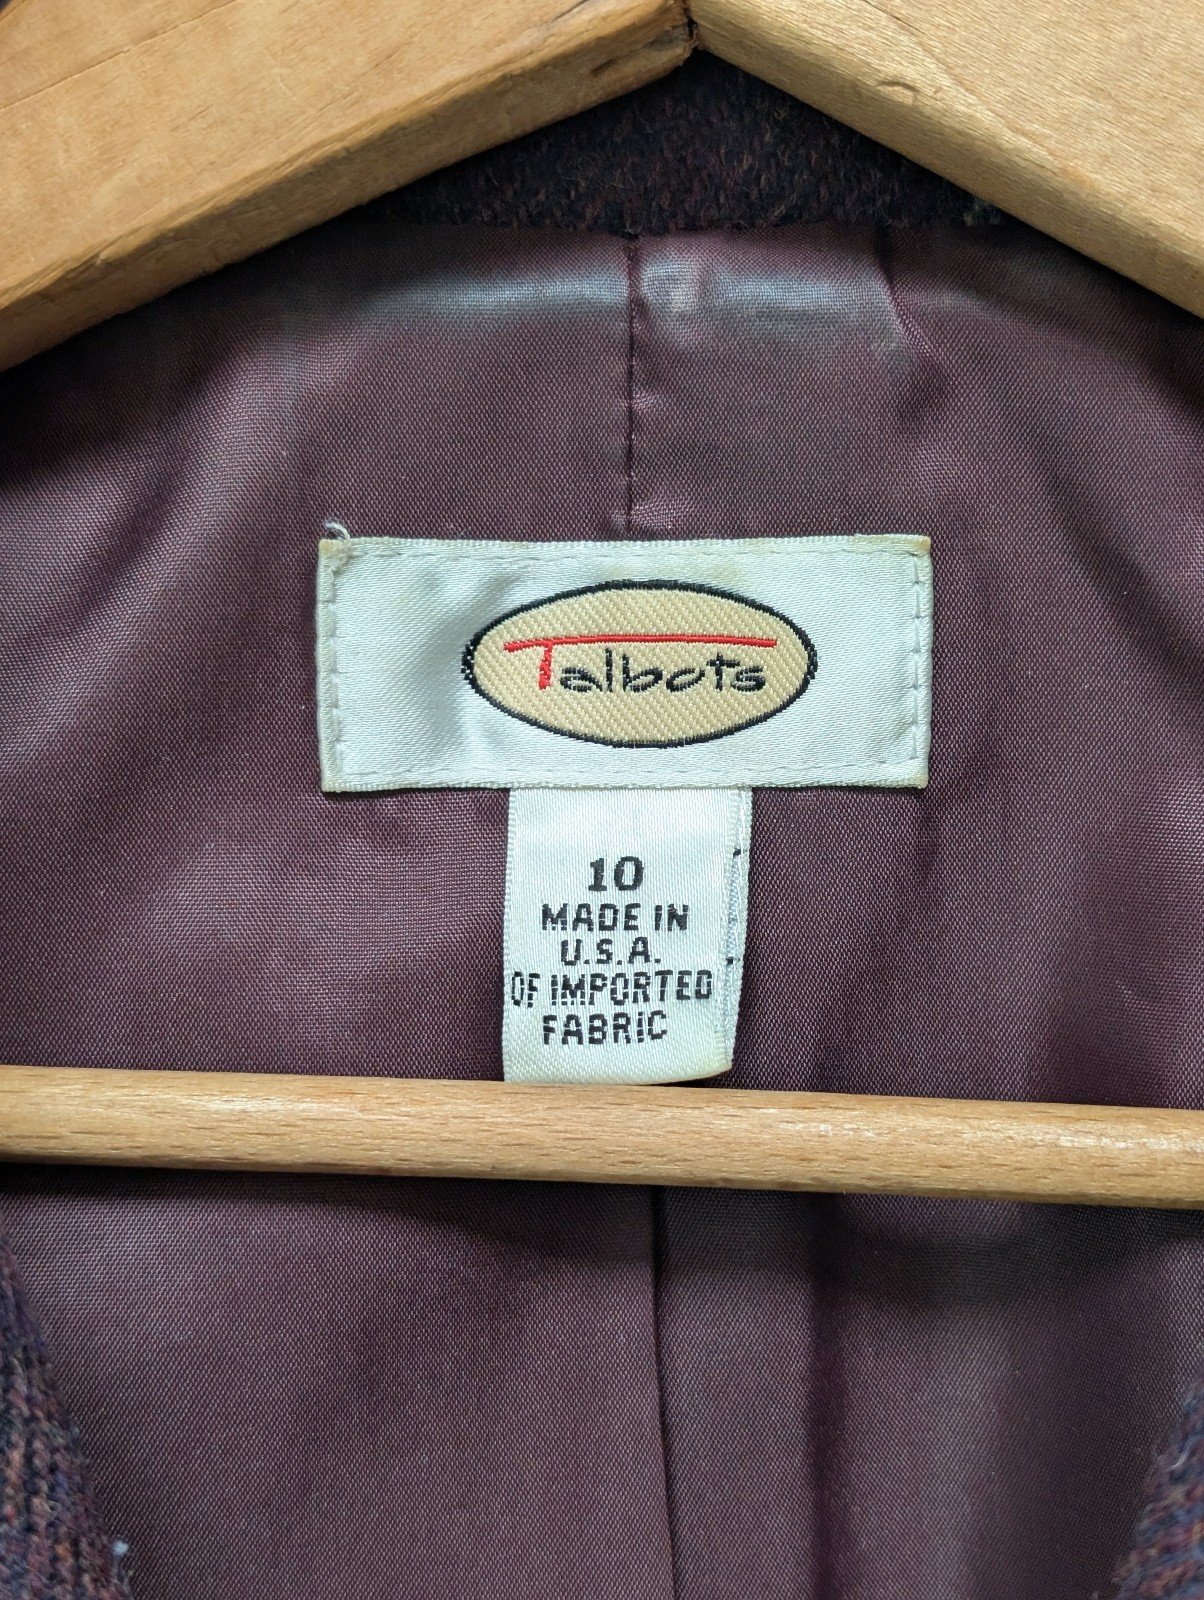 Talbots
10
MADE IN
U.S.A.
OF IMPORTED
FABRIC